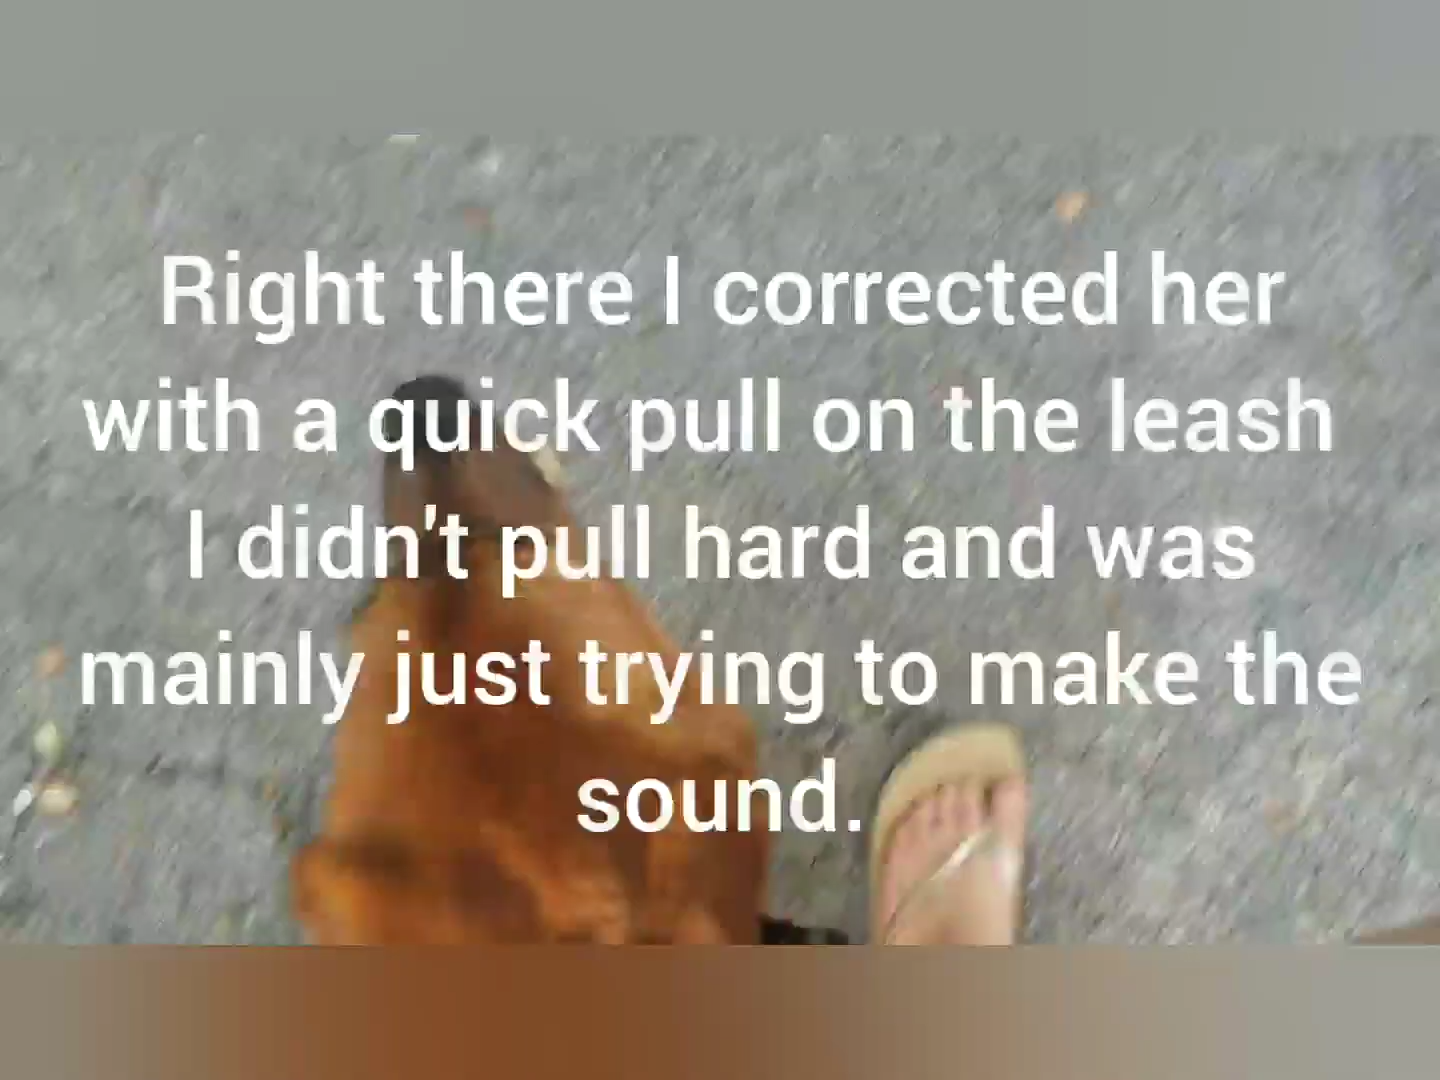 Right there I corrected her
with a quick pull on the leash
I didn't pull hard and was
mainly just trying to make the
sound.